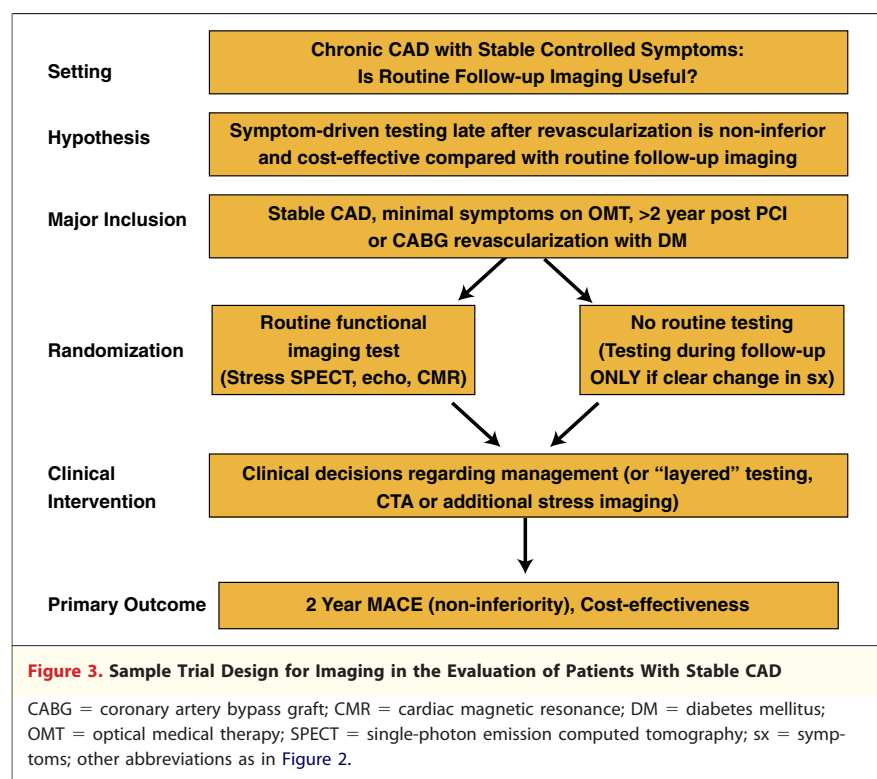 Setting
Chronic CAD with Stable Controlled Symptoms:
Is Routine Follow-up Imaging Useful?
Hypothesis
Symptom-driven testing late after revascularization is non-inferior
and cost-effective compared with routine follow-up imaging
Major Inclusion
Stable CAD, minimal symptoms on OMT, >2 year post PCI
or CABG revascularization with DM
Randomization
Routine functional
imaging test
(Stress SPECT, echo, CMR)
No routine testing
(Testing during follow-up
ONLY if clear change in sx)
Clinical
Intervention
Clinical decisions regarding management (or “layered” testing,
CTA or additional stress imaging)
Primary Outcome
2 Year MACE (non-inferiority), Cost-effectiveness
Figure 3. Sample Trial Design for Imaging in the Evaluation of Patients With Stable CAD
CABG = coronary artery bypass graft; CMR = cardiac magnetic resonance; DM = diabetes mellitus;
OMT = optical medical therapy; SPECT = single-photon emission computed tomography; sx = symp-
toms; other abbreviations as in Figure 2.